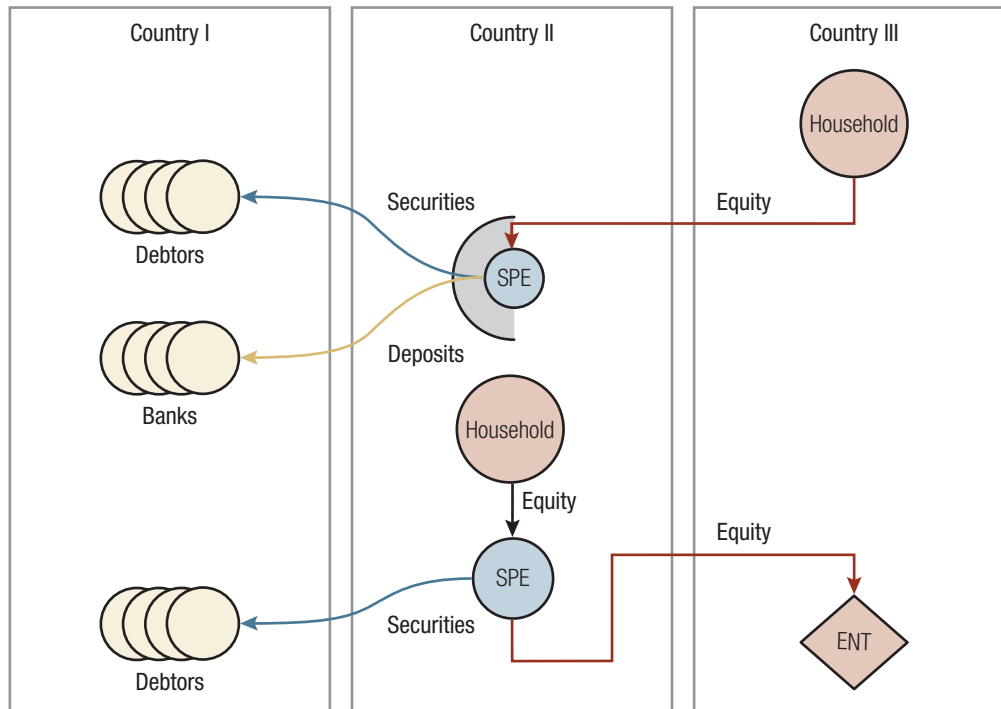 Country I
Country II
Country III
Household
Securities
Equity
Debtors
SPE
Deposits
Banks
Household
Equity
Equity
SPE
Securities
ENT
Debtors